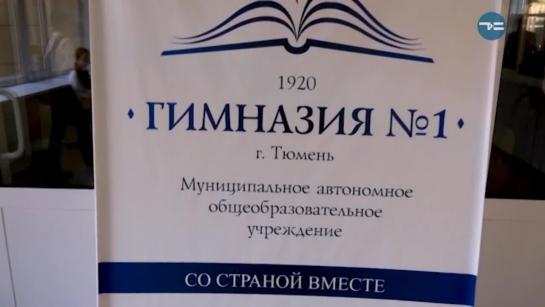 1920
ГИМНАЗИЯ №1
г. Тюмень
Муниципальное автономное
общеобразовательное
учреждение
СО СТРАНОЙ ВМЕСТЕ